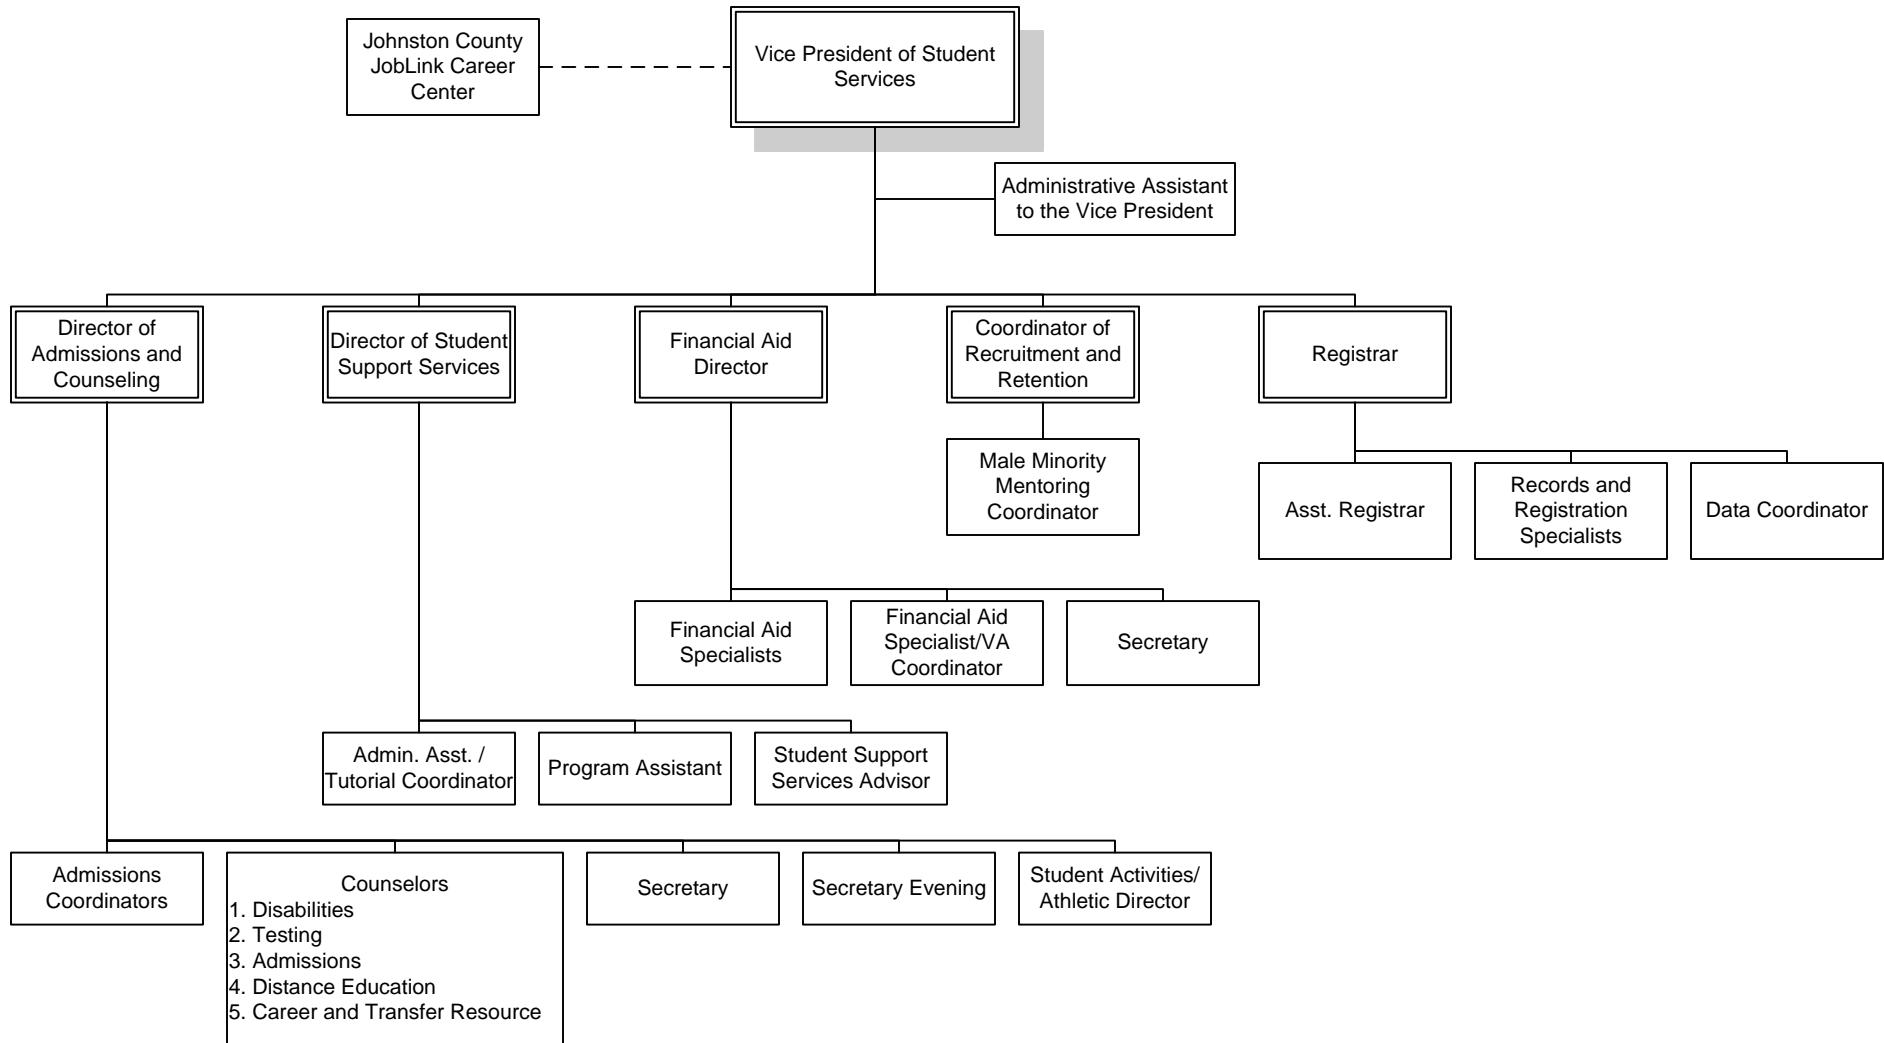 Johnston County
JobLink Career
Center
Vice President of Student
Services
Administrative Assistant
to the Vice President
Director of
Admissions and
Counseling
Director of Student
Support Services
Financial Aid
Director
Coordinator of
Recruitment and
Retention
Registrar
Male Minority
Mentoring
Coordinator
Asst. Registrar
Records and
Registration
Specialists
Data Coordinator
Financial Aid
Specialists
Financial Aid
Specialist/VA
Coordinator
Secretary
Admin. Asst. /
Tutorial Coordinator
Program Assistant
Student Support
Services Advisor
Admissions
Coordinators
Counselors
1. Disabilities
2. Testing
3. Admissions
4. Distance Education
5. Career and Transfer Resource
Secretary
Secretary Evening
Student Activities/
Athletic Director